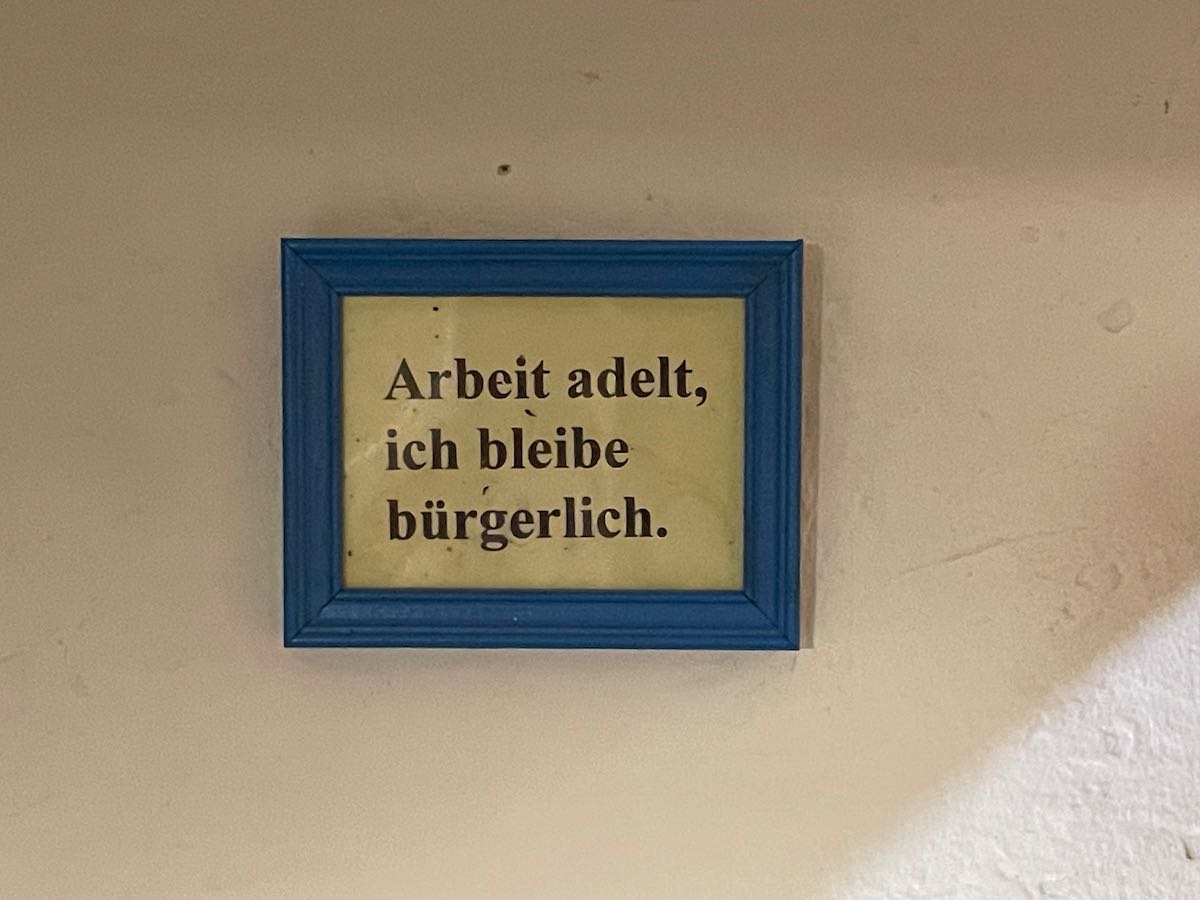 Arbeit adelt,
ich bleibe
bürgerlich.